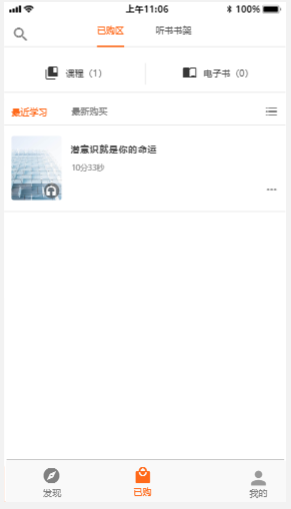 上午11:06 100%
已购区 听书书架
课程（1） 电子书（0）
最近学习 最新购买
潜意识就是你的命运
10分33秒
发现 已购 我的